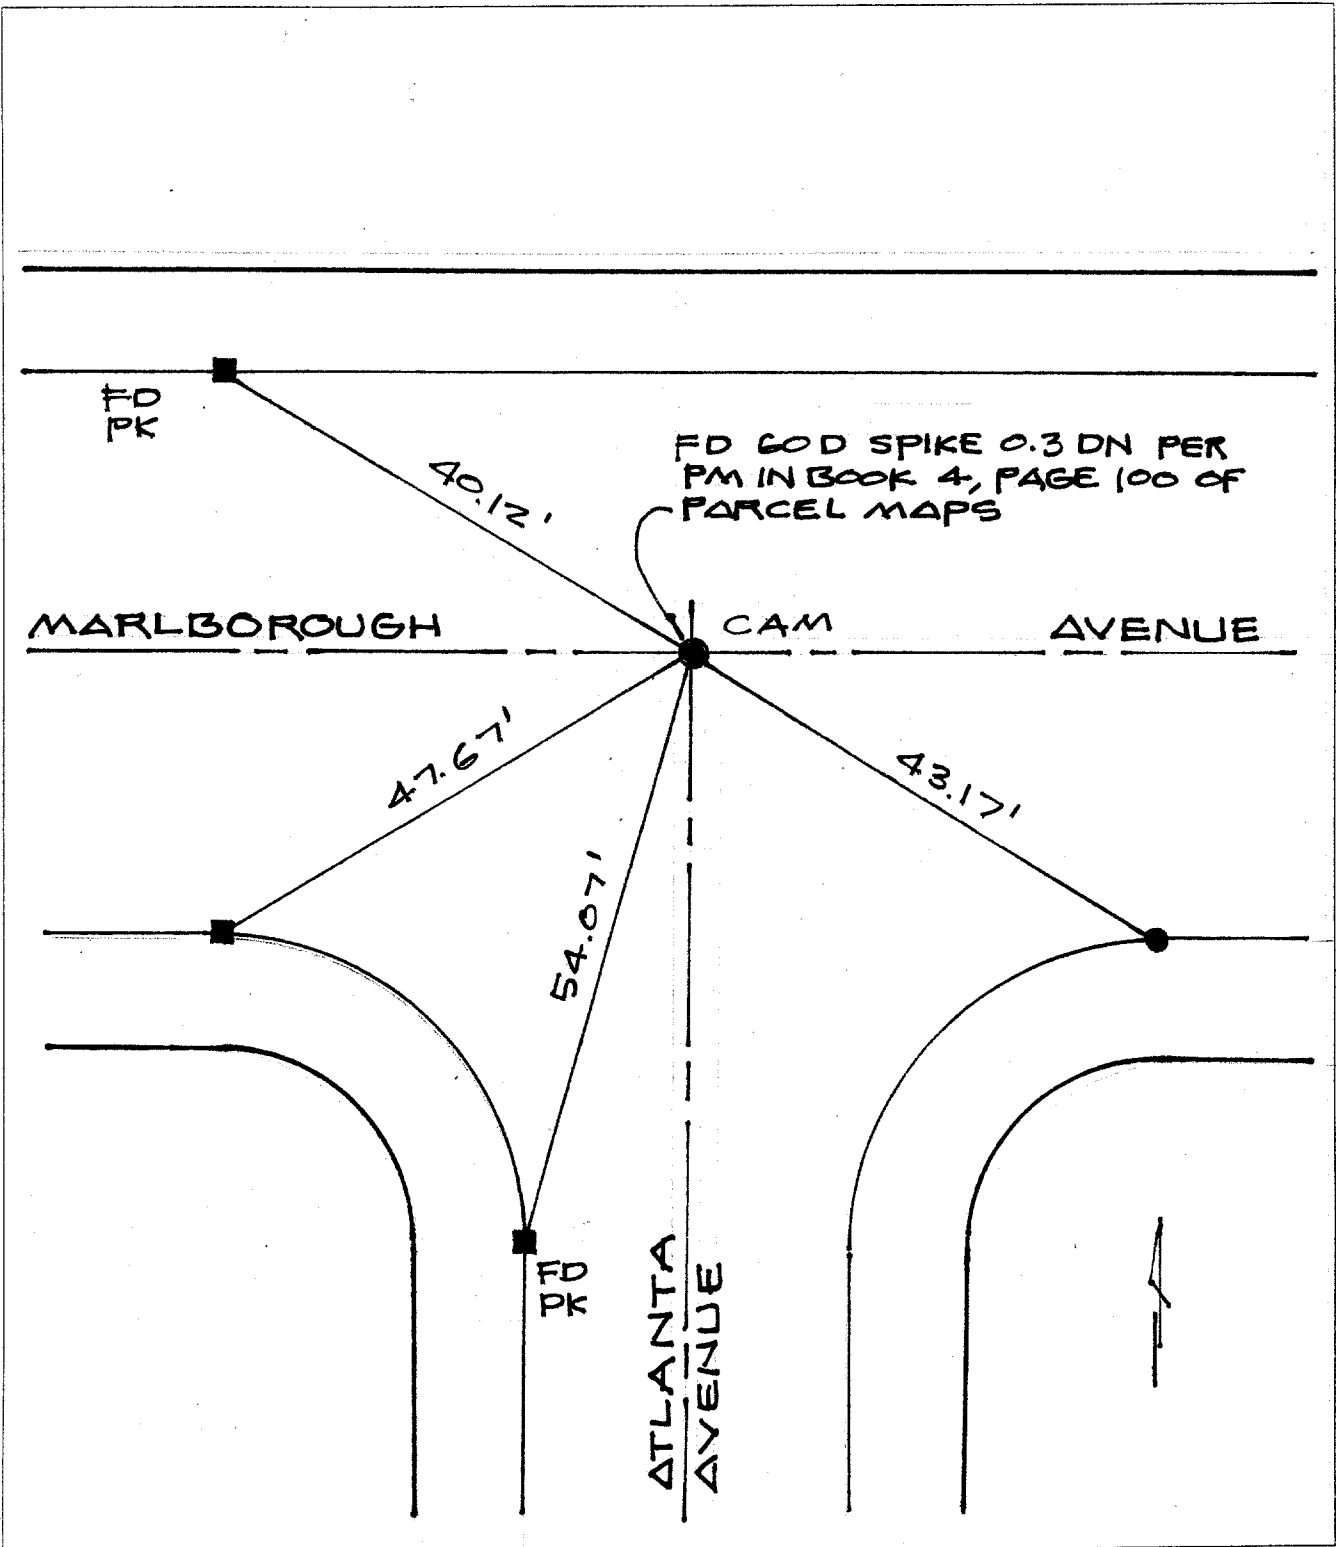 FD
PK
40.12'
FD 60D SPIKE 0.3 DN PER
PM IN BOOK 4, PAGE 100 OF
PARCEL MAPS
MARLBOROUGH
CAM
AVENUE
47.67'
43.17'
54.07'
FD
PK
ATLANTA
AVENUE